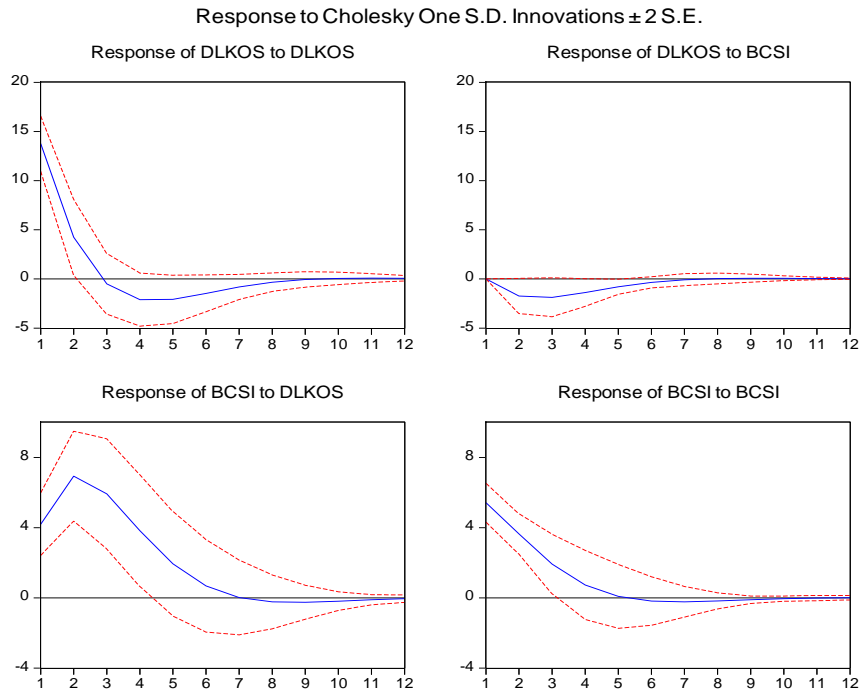 Response to Cholesky One S.D. Innovations ± 2 S.E.
Response of DLKOS to DLKOS
20
15
10
5
0
-5
1 2 3 4 5 6 7 8 9 10 11 12
Response of DLKOS to BCSI
20
15
10
5
0
-5
1 2 3 4 5 6 7 8 9 10 11 12
Response of BCSI to DLKOS
8
4
0
-4
1 2 3 4 5 6 7 8 9 10 11 12
Response of BCSI to BCSI
8
4
0
-4
1 2 3 4 5 6 7 8 9 10 11 12